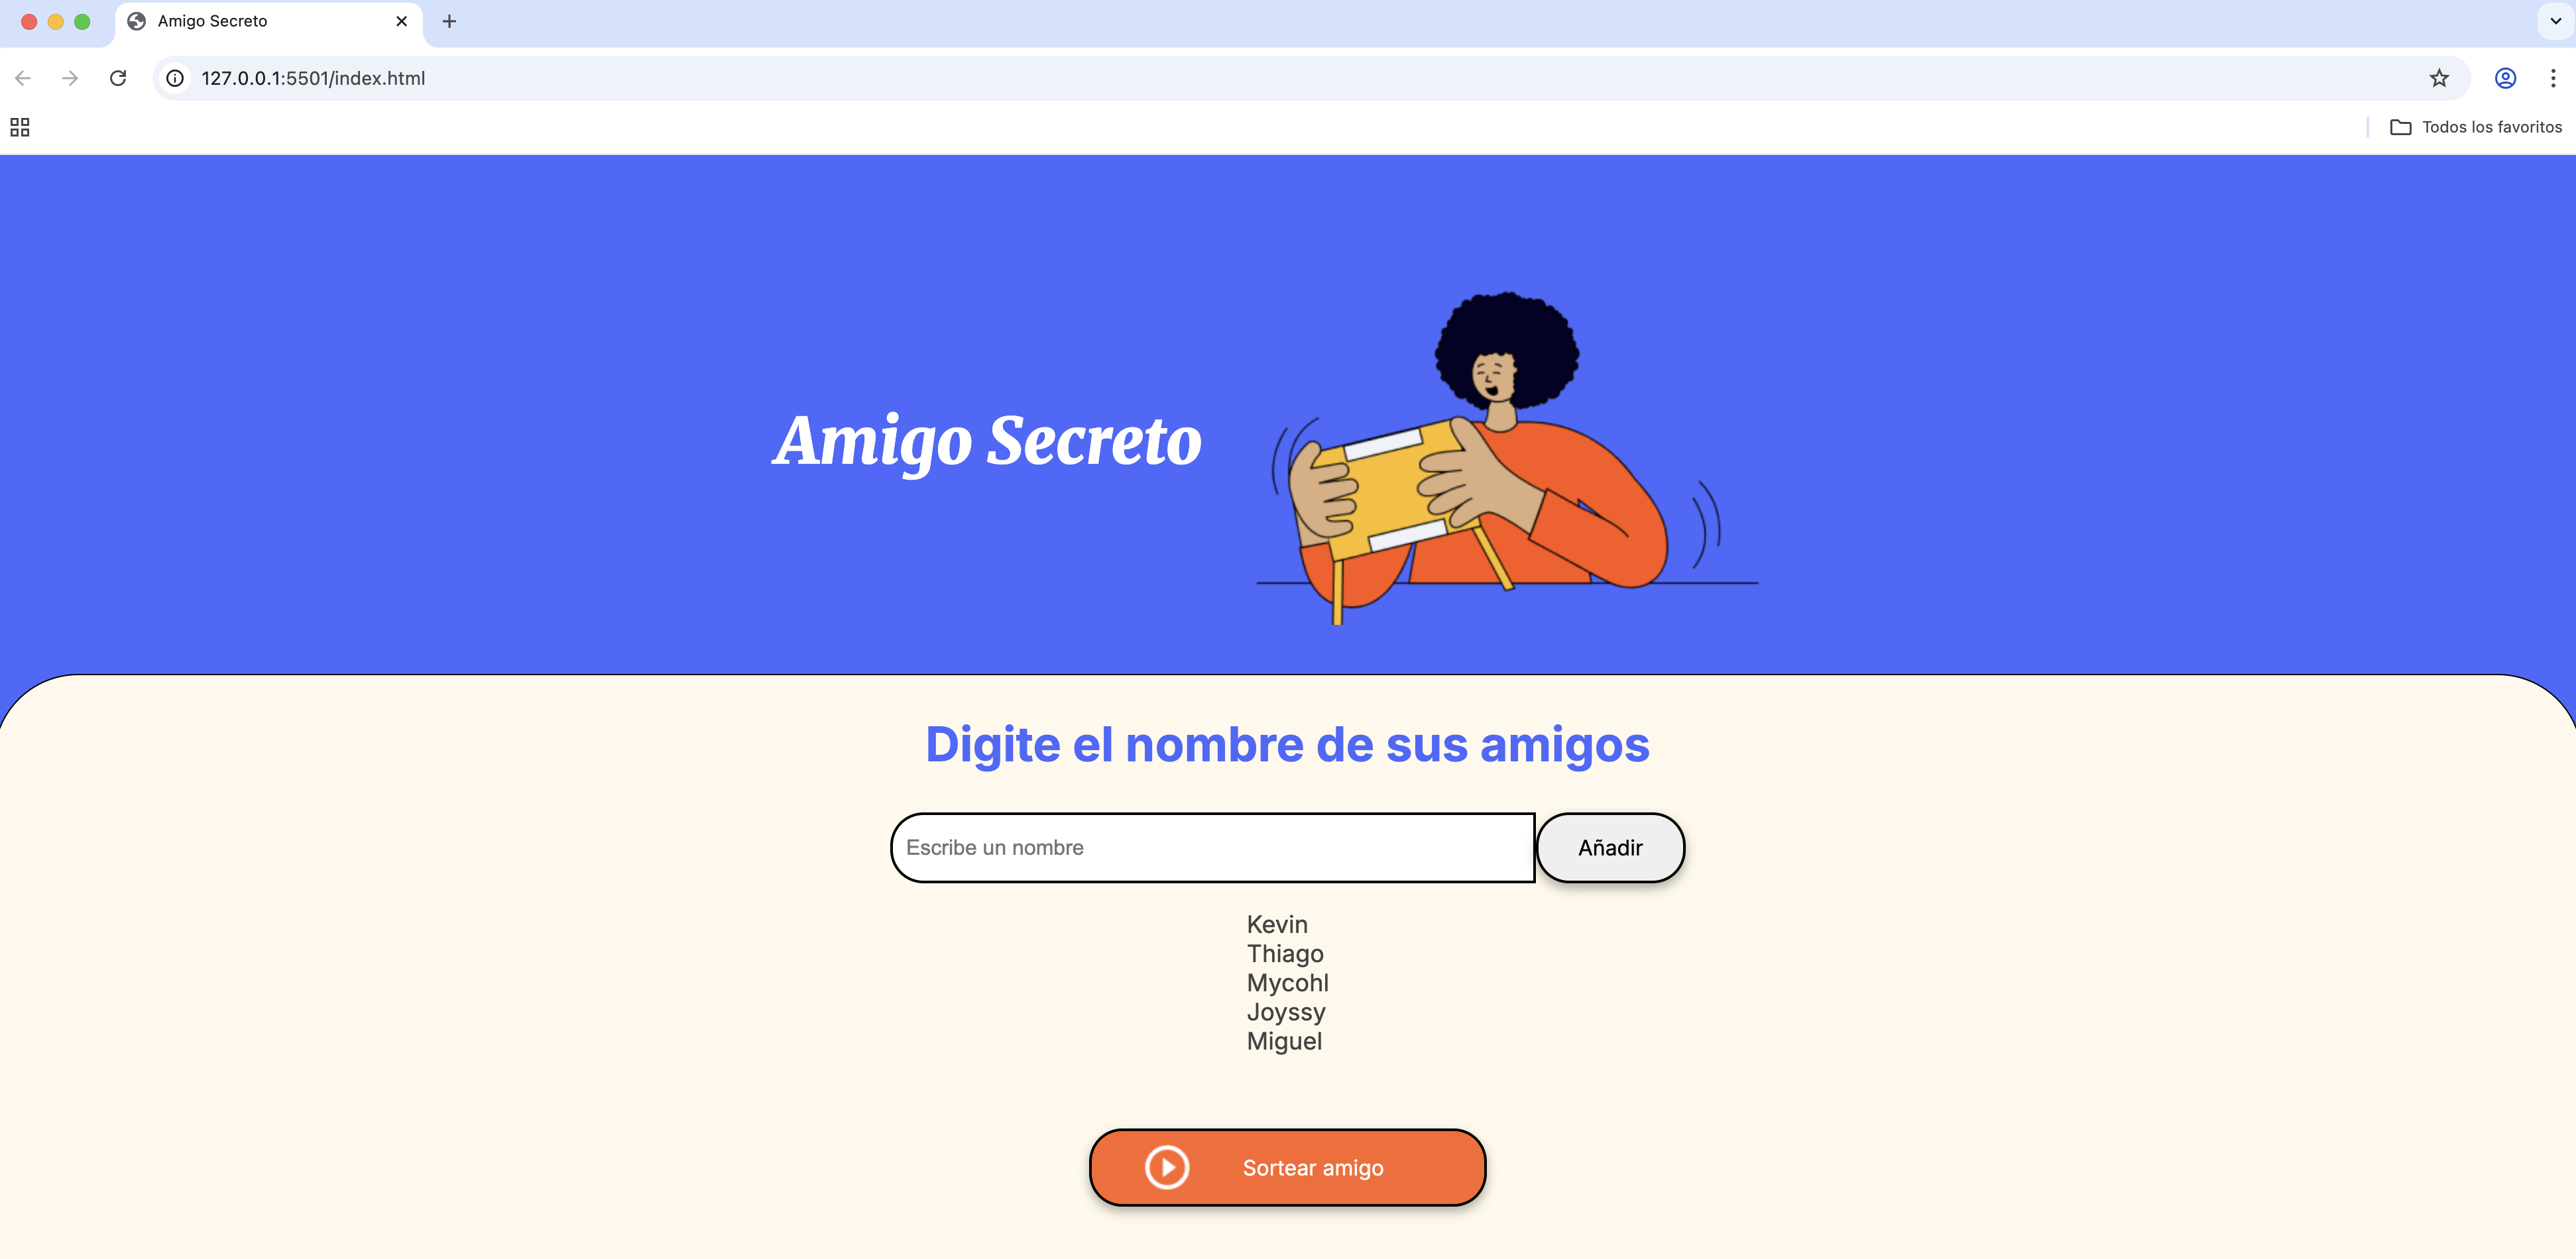 Amigo Secreto
127.0.0.1:5501/index.html
Todos los favoritos
Amigo Secreto
Digite el nombre de sus amigos
Escribe un nombre
Añadir
Kevin
Thiago
Mycohl
Joyssy
Miguel
Sortear amigo